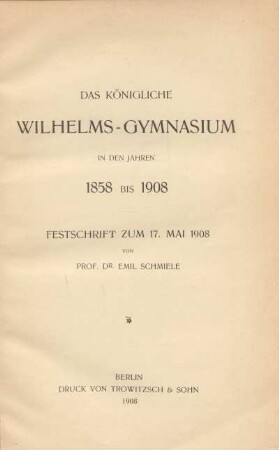 DAS KÖNIGLICHE
WILHELMS-GYMNASIUM
IN DEN JAHREN
1858 BIS 1908
FESTSCHRIFT ZUM 17. MAI 1908
VON
PROF. DR. EMIL SCHMIELE
BERLIN
DRUCK VON TROWITZSCH & SOHN
1908